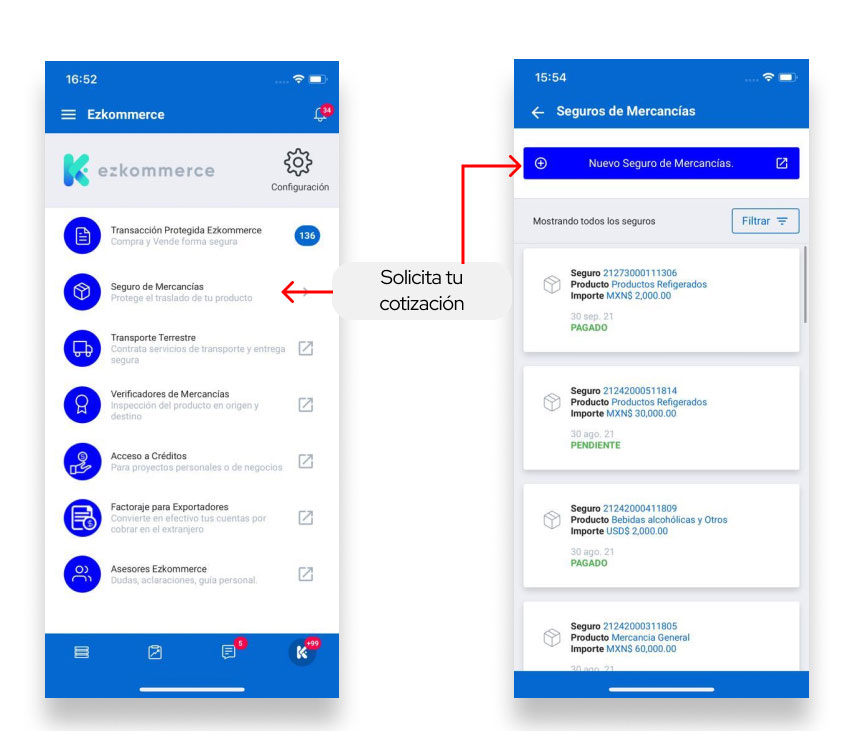 16:52
Ezkommerce
34
ezkommerce
Configuración
Transacción Protegida Ezkommerce
Compra y Vende forma segura
136
Seguro de Mercancías
Protege el traslado de tu producto
Transporte Terrestre
Contrata servicios de transporte y entrega
segura
Verificadores de Mercancías
Inspección del producto en origen y
destino
Acceso a Créditos
Para proyectos personales o de negocios
Factoraje para Exportadores
Convierte en efectivo tus cuentas por
cobrar en el extranjero
Asesores Ezkommerce
Dudas, aclaraciones, guía personal.
5
+99
Solicita tu
cotización
15:54
Seguros de Mercancías
Nuevo Seguro de Mercancías.
Mostrando todos los seguros
Filtrar
Seguro 21273000111306
Producto Productos Refigerados
Importe MXN$ 2,000.00
30 sep. 21
PAGADO
Seguro 21242000511814
Producto Productos Refigerados
Importe MXN$ 30,000.00
30 ago. 21
PENDIENTE
Seguro 21242000411809
Producto Bebidas alcohólicas y Otros
Importe USD$ 2,000.00
30 ago. 21
PAGADO
Seguro 21242000311805
Producto Mercancia General
Importe MXN$ 60,000.00
30 ago. 21